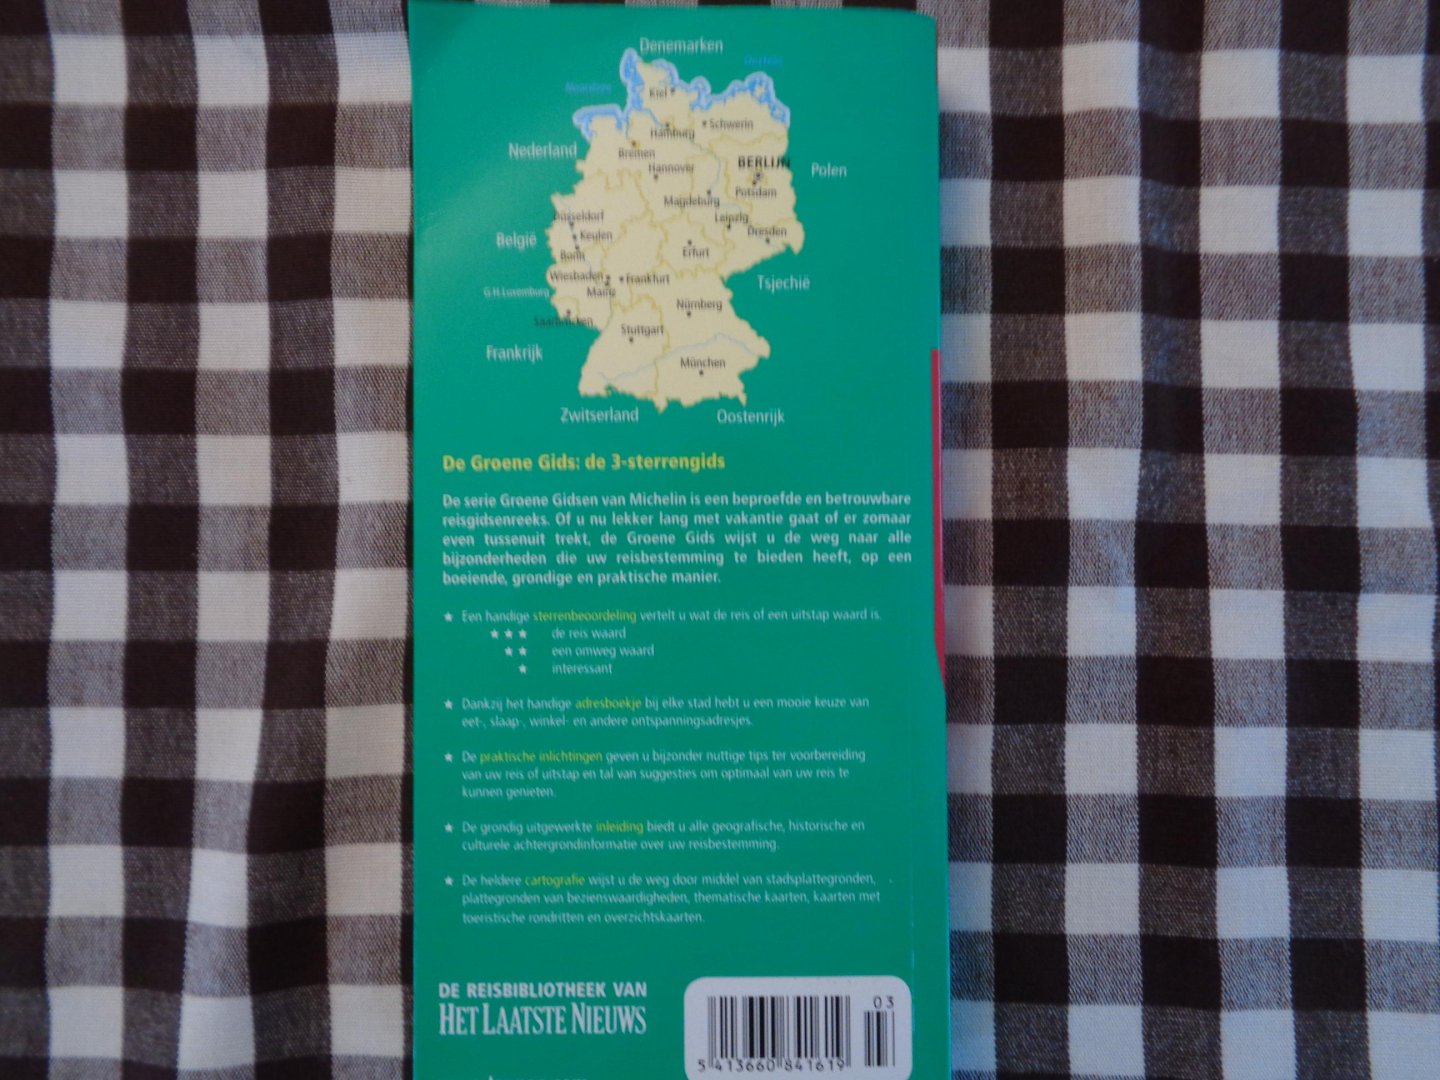 Denemarken
Oostzee
Noordzee
Kiel
Hamburg
Schwerin
Nederland
Bremen
BERLIJN
Polen
Hannover
Potsdam
Magdeburg
Düsseldorf
Leipzig
Dresden
België
Keulen
Bonn
Erfurt
Wiesbaden
Frankfurt
Tsjechië
G.H.Luxemburg
Mainz
Nürnberg
Saarbrücken
Stuttgart
Frankrijk
München
Zwitserland
Oostenrijk
De Groene Gids: de 3-sterrengids
De serie Groene Gidsen van Michelin is een beproefde en betrouwbare
reisgidsenreeks. Of u nu lekker lang met vakantie gaat of er zomaar
even tussenuit trekt, de Groene Gids wijst u de weg naar alle
bijzonderheden die uw reisbestemming te bieden heeft, op een
boeiende, grondige en praktische manier.
★ Een handige sterrenbeoordeling vertelt u wat de reis of een uitstap waard is.
★ ★ ★ de reis waard
★ ★ een omweg waard
★ interessant
★ Dankzij het handige adresboekje bij elke stad hebt u een mooie keuze van
eet-, slaap-, winkel- en andere ontspanningsadresjes.
★ De praktische inlichtingen geven u bijzonder nuttige tips ter voorbereiding
van uw reis of uitstap en tal van suggesties om optimaal van uw reis te
kunnen genieten.
★ De grondig uitgewerkte inleiding biedt u alle geografische, historische en
culturele achtergrondinformatie over uw reisbestemming.
★ De heldere cartografie wijst u de weg door middel van stadsplattegronden,
plattegronden van bezienswaardigheden, thematische kaarten, kaarten met
toeristische rondritten en overzichtskaarten.
DE REISBIBLIOTHEEK VAN
HET LAATSTE NIEUWS
03
5 413660 841619